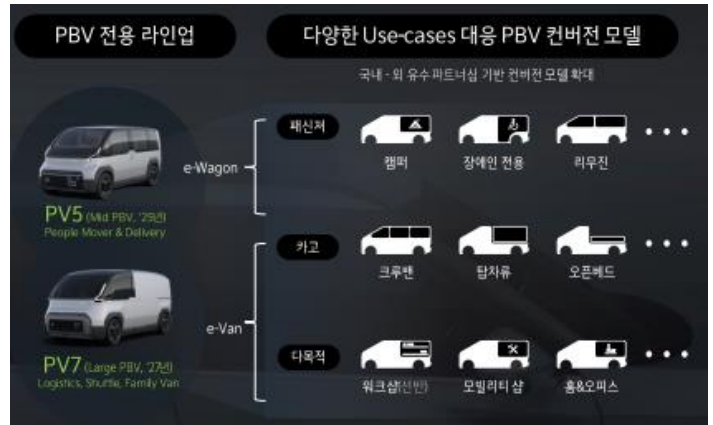 PBV 전용 라인업
다양한 Use-cases 대응 PBV 컨버전 모델
국내 - 외 유수 파트너십 기반 컨버전 모델 확대
e-Wagon
PV5 (Mid PBV, '25년)
People Mover & Delivery
e-Van
PV7 (Large PBV, '27년)
Logistics, Shuttle, Family Van
패신저
캠퍼
장애인 전용
리무진
카고
크루밴
탑차류
오픈베드
다목적
워크샵(선반)
모빌리티 샵
홈&오피스